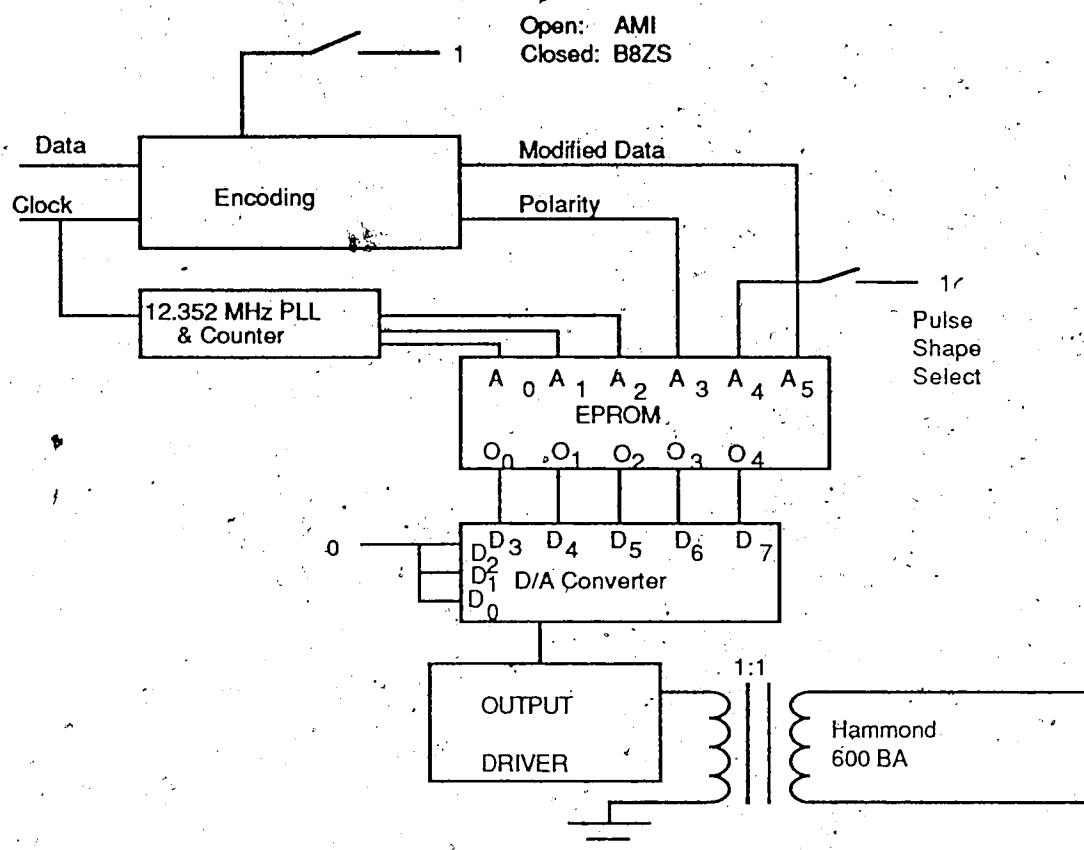 Open: AMI
Closed: B8ZS
1
Data
Clock
Encoding
Modified Data
Polarity
12.352 MHz PLL
& Counter
1
Pulse
Shape
Select
A0 A1 A2 A3 A4 A5
EPROM
O0 O1 O2 O3 O4
0
D3 D4 D5 D6 D7
D2
D1
D0
D/A Converter
OUTPUT
DRIVER
1:1
Hammond
600 BA